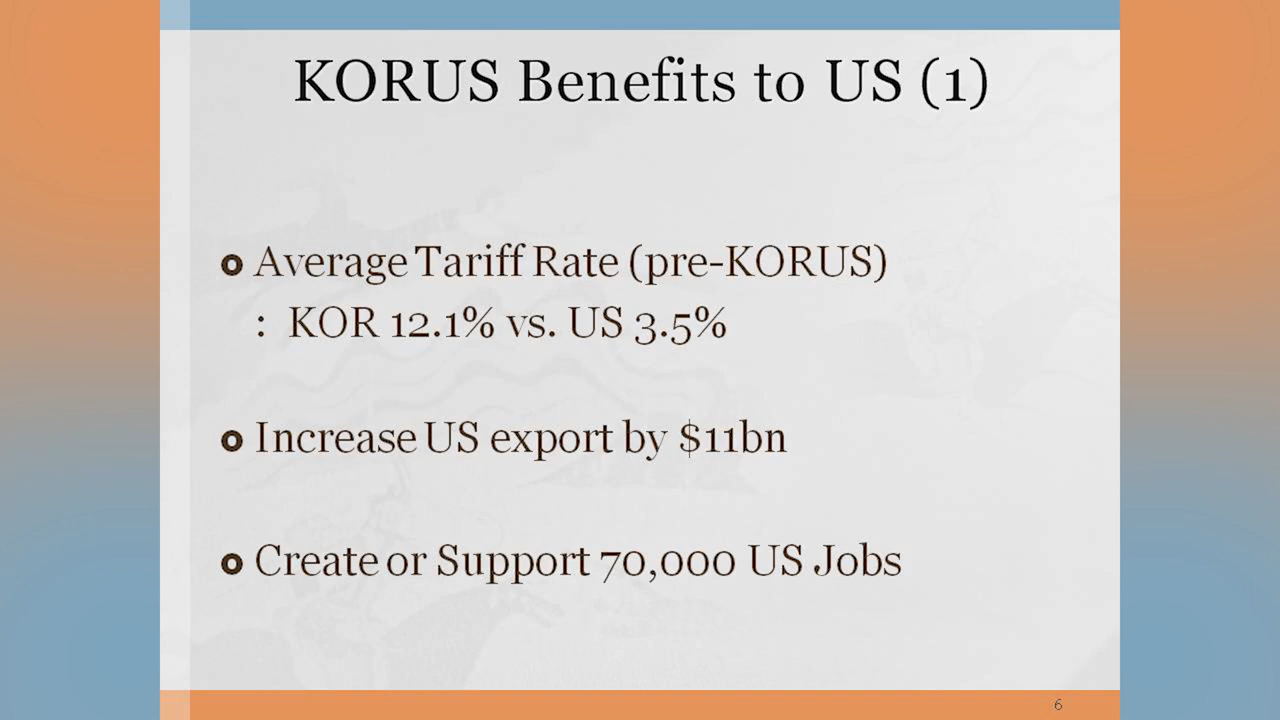 KORUS Benefits to US (1)
Average Tariff Rate (pre-KORUS)
: KOR 12.1% vs. US 3.5%
Increase US export by $11bn
Create or Support 70,000 US Jobs
6